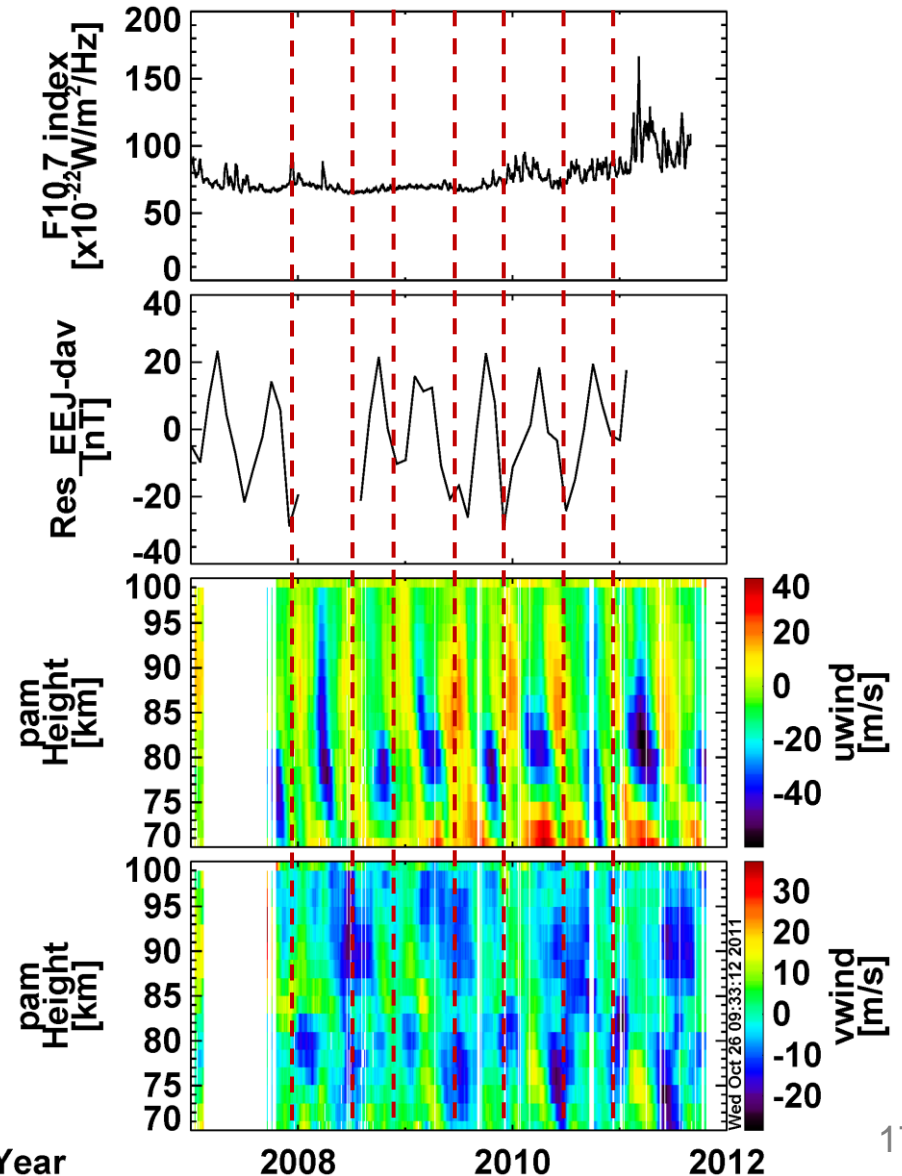 F10.7 index
[x10-22W/m2/Hz]
200
150
100
50
0
Res_EEJ-dav
[nT]
40
20
0
-20
-40
pam
Height
[km]
100
95
90
85
80
75
70
40
20
0
-20
-40
uwind
[m/s]
pam
Height
[km]
100
95
90
85
80
75
70
30
20
10
0
-10
-20
vwind
[m/s]
Wed Oct 26 09:33:12 2011
Year
2008
2010
2012